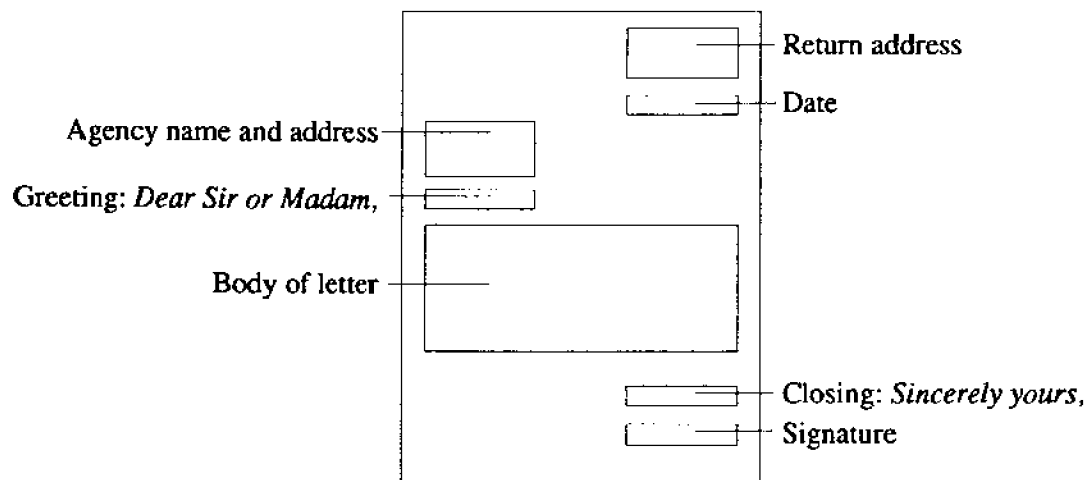 Return address
Date
Agency name and address
Greeting: Dear Sir or Madam,
Body of letter
Closing: Sincerely yours,
Signature